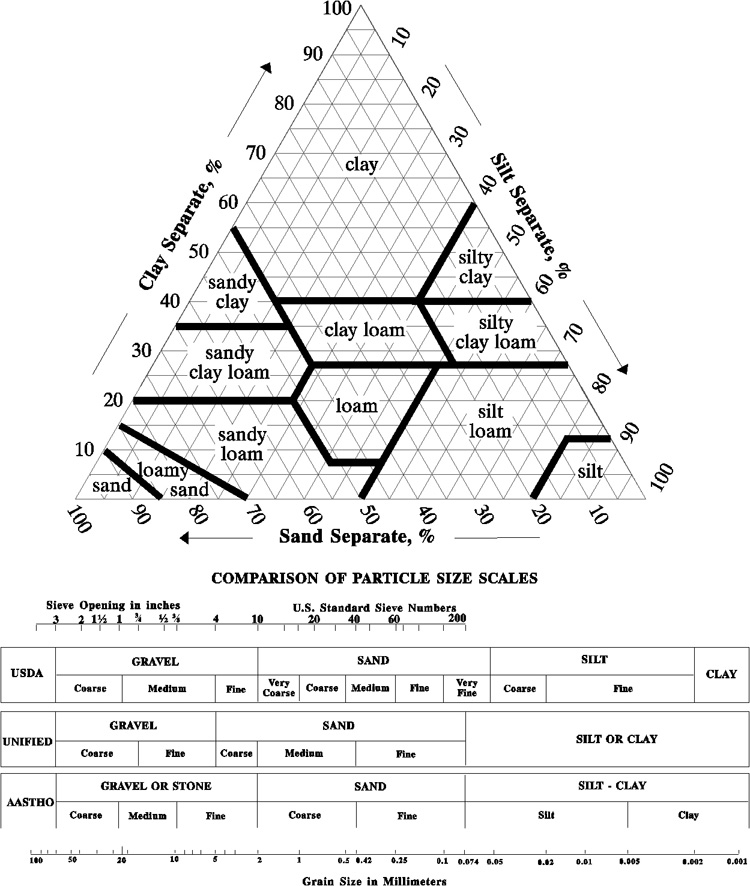 100
90
10
80
20
70
30
clay
60
40
50
50
silty
clay
sandy
clay
40
60
clay loam
silty
clay loam
30
70
sandy
clay loam
20
80
loam
silt
loam
sandy
loam
10
90
loamy
sand
sand
silt
100
Clay Separate, %
Silt Separate, %
100
90
80
70
60
50
40
30
20
10
Sand Separate, %
COMPARISON OF PARTICLE SIZE SCALES
Sieve Opening in inches
U.S. Standard Sieve Numbers
3 2 1½ 1 ¾ ½ ⅜ 4 10 20 40 60 200
USDA
GRAVEL SAND SILT CLAY
Coarse Medium Fine Very Coarse Coarse Medium Fine Very Fine Coarse Fine
UNIFIED
GRAVEL SAND SILT OR CLAY
Coarse Fine Coarse Medium Fine
AASTHO
GRAVEL OR STONE SAND SILT - CLAY
Coarse Medium Fine Coarse Fine Silt Clay
100 50 20 10 5 2 1 0.5 0.42 0.25 0.1 0.074 0.05 0.02 0.01 0.005 0.002 0.001
Grain Size in Millimeters